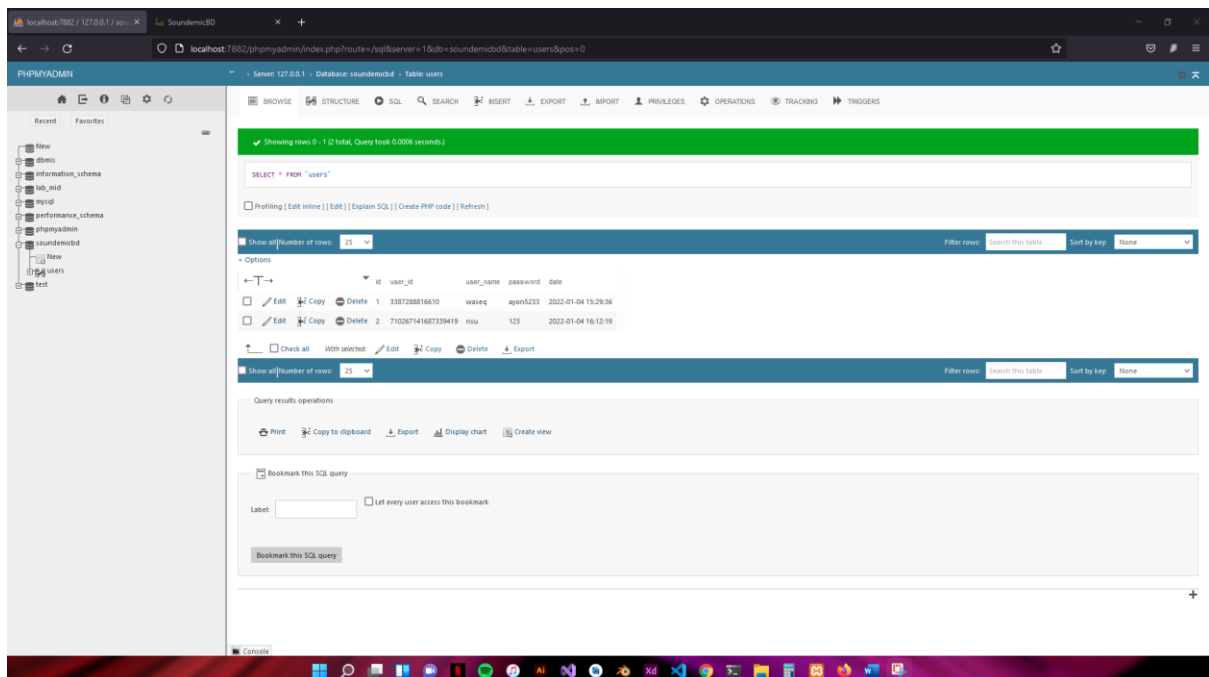 localhost:7882 / 127.0.0.1 / soun
SoundemicBD
localhost:7882/phpmyadmin/index.php?route=/sql&server=1&db=soundemicbd&table=users&pos=0
PHPMYADMIN
Server: 127.0.0.1 » Database: soundemicbd » Table: users
BROWSE STRUCTURE SQL SEARCH INSERT EXPORT IMPORT PRIVILEGES OPERATIONS TRACKING TRIGGERS
Recent Favorites
New
dbmis
information_schema
lab_mid
mysql
performance_schema
phpmyadmin
soundemicbd
New
users
test
Showing rows 0 - 1 (2 total, Query took 0.0006 seconds.)
SELECT * FROM `users`
Profiling [ Edit inline ] [ Edit ] [ Explain SQL ] [ Create PHP code ] [ Refresh ]
Show all Number of rows: 25 Filter rows: Search this table Sort by key: None
+ Options
←T→ id user_id user_name password date
Edit Copy Delete 1 3387288816610 waseq ayon5233 2022-01-04 15:29:36
Edit Copy Delete 2 710267141687339419 nsu 123 2022-01-04 16:12:19
Check all With selected: Edit Copy Delete Export
Show all Number of rows: 25 Filter rows: Search this table Sort by key: None
Query results operations
Print Copy to clipboard Export Display chart Create view
Bookmark this SQL query
Label: Let every user access this bookmark
Bookmark this SQL query
Console